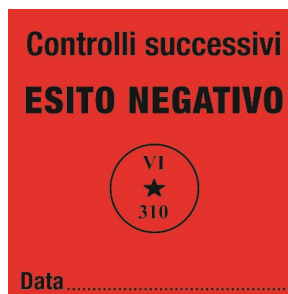 Controlli successivi
ESITO NEGATIVO
VI
★
310
Data..............................................